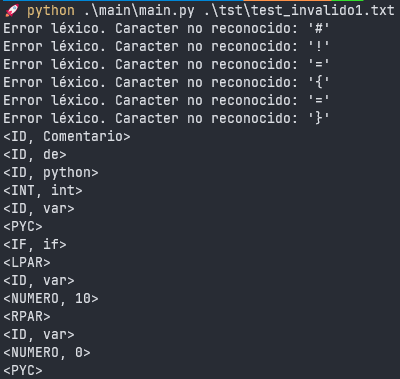 🚀 python .\main\main.py .\tst\test_invalido1.txt
Error léxico. Caracter no reconocido: '#'
Error léxico. Caracter no reconocido: '!'
Error léxico. Caracter no reconocido: '='
Error léxico. Caracter no reconocido: '{'
Error léxico. Caracter no reconocido: '='
Error léxico. Caracter no reconocido: '}'
<ID, Comentario>
<ID, de>
<ID, python>
<INT, int>
<ID, var>
<PYC>
<IF, if>
<LPAR>
<ID, var>
<NUMERO, 10>
<RPAR>
<ID, var>
<NUMERO, 0>
<PYC>